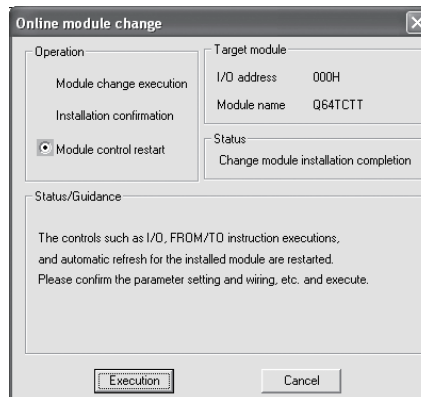 Online module change
Operation
Module change execution
Installation confirmation
Module control restart
Target module
I/O address 000H
Module name Q64TCTT
Status
Change module installation completion
Status/Guidance
The controls such as I/O, FROM/TO instruction executions,
and automatic refresh for the installed module are restarted.
Please confirm the parameter setting and wiring, etc. and execute.
Execution Cancel